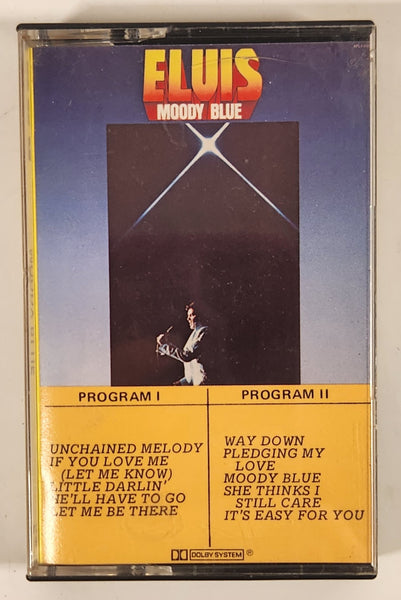 ELVIS
MOODY BLUE
PROGRAM I
UNCHAINED MELODY
IF YOU LOVE ME
(LET ME KNOW)
LITTLE DARLIN'
HE'LL HAVE TO GO
LET ME BE THERE
PROGRAM II
WAY DOWN
PLEDGING MY
LOVE
MOODY BLUE
SHE THINKS I
STILL CARE
IT'S EASY FOR YOU
DOLBY SYSTEM ®